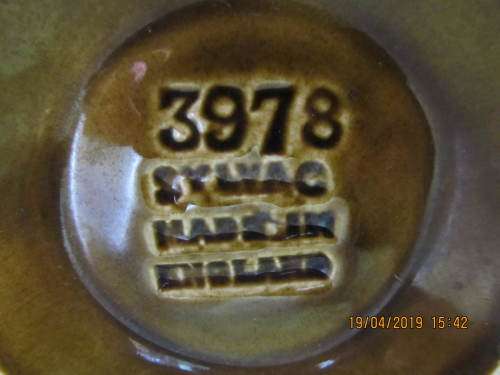 3978
SYLVAC
MADE IN
ENGLAND
19/04/2019 15:42